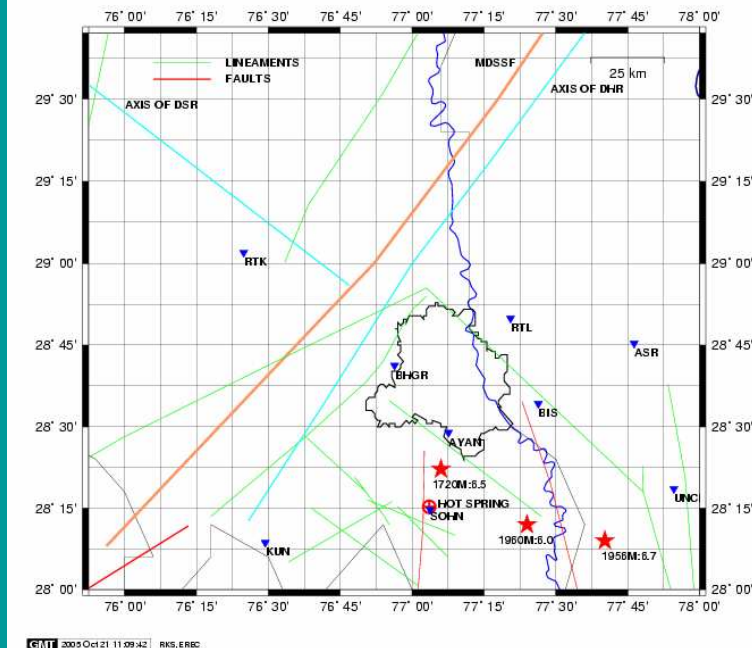 76° 00' 76° 15' 76° 30' 76° 45' 77° 00' 77° 15' 77° 30' 77° 45' 78° 00'
LINEAMENTS
FAULTS
MDSSF
25 km
AXIS OF DSR
AXIS OF DHR
29° 30' 29° 30'
29° 15' 29° 15'
RTK
29° 00' 29° 00'
RTL
28° 45' ASR 28° 45'
BHGR
BIS
28° 30' 28° 30'
AYAN
1720M:6.5
UNC
HOT SPRING
28° 15' SOHN 28° 15'
1960M:6.0
KUN
1956M:6.7
28° 00' 28° 00'
76° 00' 76° 15' 76° 30' 76° 45' 77° 00' 77° 15' 77° 30' 77° 45' 78° 00'
GMT 2005 Oct 21 11:09:42 RKS, EREC